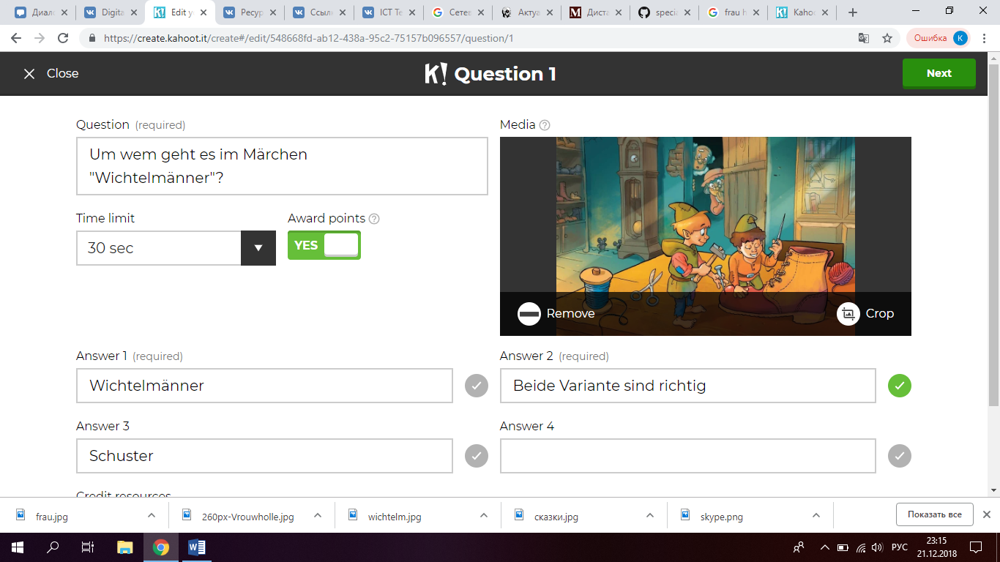 Диало
Digita
Edit y
Ресур
Ссыл
ICT Te
Сетев
Актуа
Диста
specia
frau h
Kahoo
https://create.kahoot.it/create#/edit/548668fd-ab12-438a-95c2-75157b096557/question/1
Ошибка К
Close
K! Question 1
Next
Question (required)
Um wem geht es im Märchen
"Wichtelmänner"?
Media ?
Time limit
30 sec
Award points ?
YES
Remove
Crop
Answer 1 (required)
Wichtelmänner
Answer 2 (required)
Beide Variante sind richtig
Answer 3
Schuster
Answer 4
Credit resources
frau.jpg
260px-Vrouwholle.jpg
wichtelm.jpg
сказки.jpg
skype.png
Показать все
РУС
23:15
21.12.2018